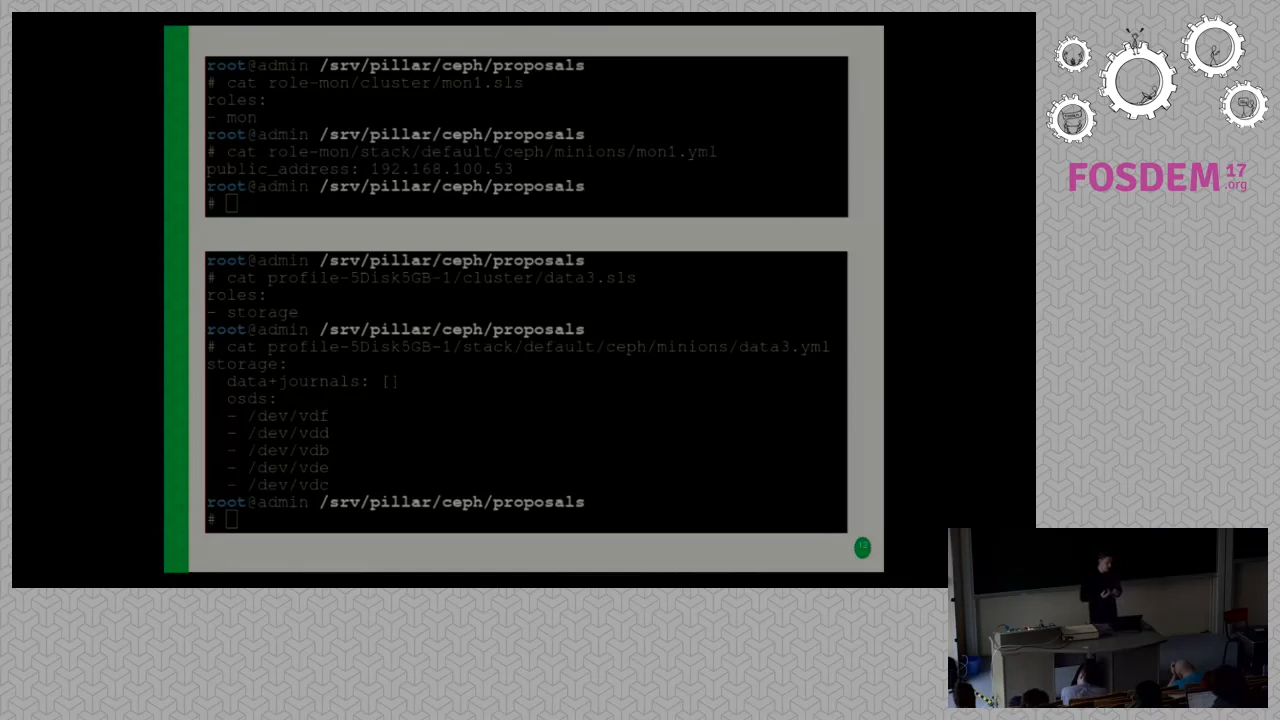 root@admin /srv/pillar/ceph/proposals
# cat role-mon/cluster/mon1.sls
roles:
- mon
root@admin /srv/pillar/ceph/proposals
# cat role-mon/stack/default/ceph/minions/mon1.yml
public_address: 192.168.100.53
root@admin /srv/pillar/ceph/proposals
#
root@admin /srv/pillar/ceph/proposals
# cat profile-5Disk5GB-1/cluster/data3.sls
roles:
- storage
root@admin /srv/pillar/ceph/proposals
# cat profile-5Disk5GB-1/stack/default/ceph/minions/data3.yml
storage:
  data+journals: []
  osds:
  - /dev/vdf
  - /dev/vdd
  - /dev/vdb
  - /dev/vde
  - /dev/vdc
root@admin /srv/pillar/ceph/proposals
#
12
FOSDEM 17
.org